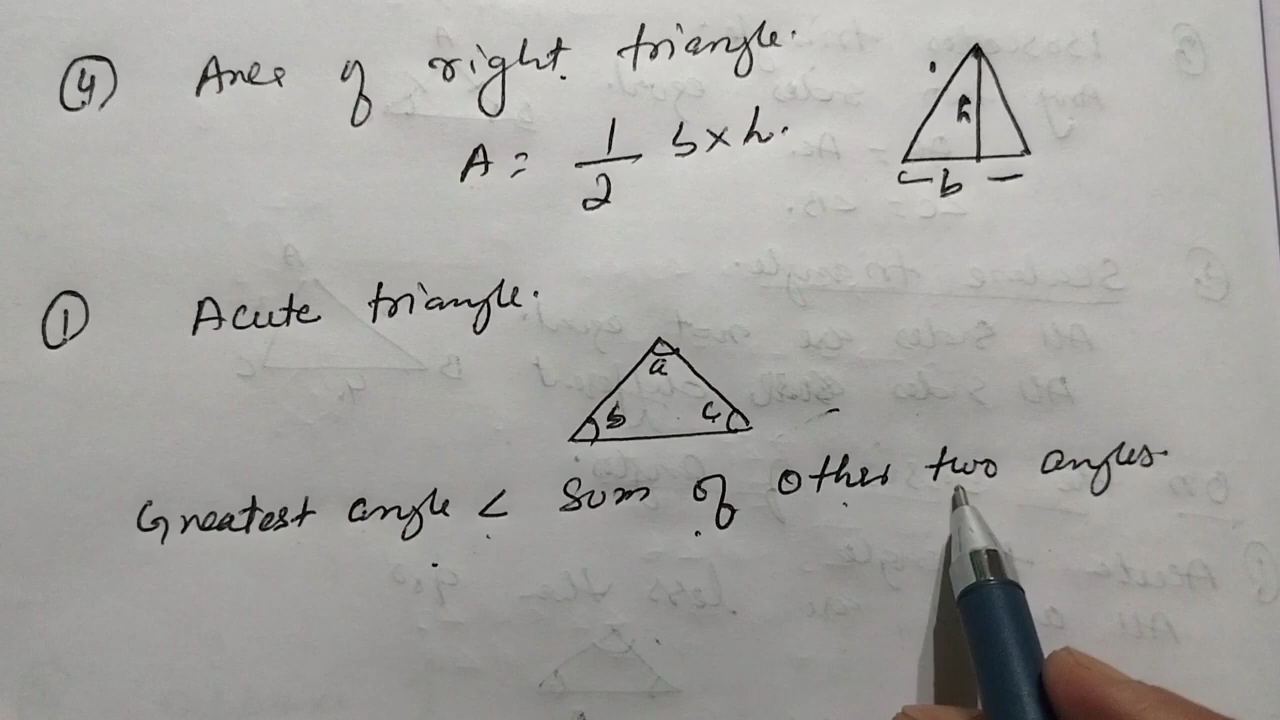 (4) Area of right triangle.
A = 1/2 b x h.
h
b
(1) Acute triangle.
a
b c
Greatest angle < Sum of other two angles.